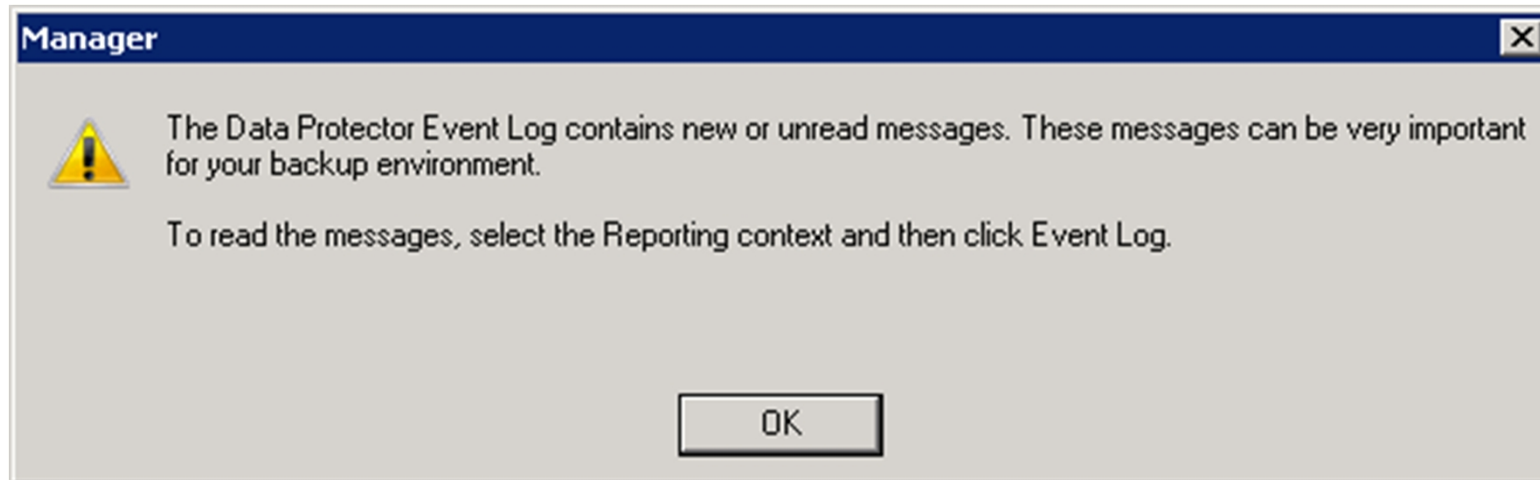 Manager
The Data Protector Event Log contains new or unread messages. These messages can be very important
for your backup environment.
To read the messages, select the Reporting context and then click Event Log.
OK